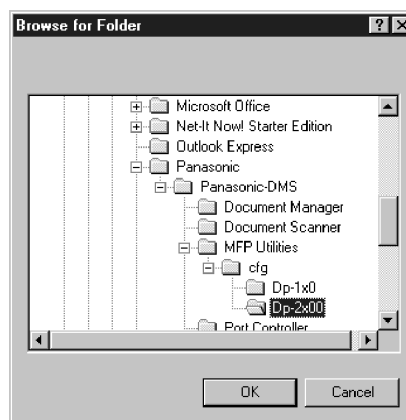 Browse for Folder
Microsoft Office
Net-It Now! Starter Edition
Outlook Express
Panasonic
Panasonic-DMS
Document Manager
Document Scanner
MFP Utilities
cfg
Dp-1x0
Dp-2x00
Port Controller
OK Cancel